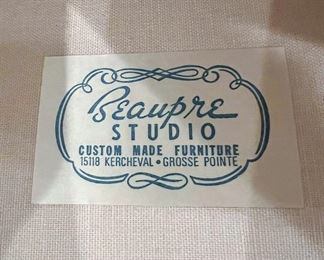 Beaupre
STUDIO
CUSTOM MADE FURNITURE
15118 KERCHEVAL • GROSSE POINTE